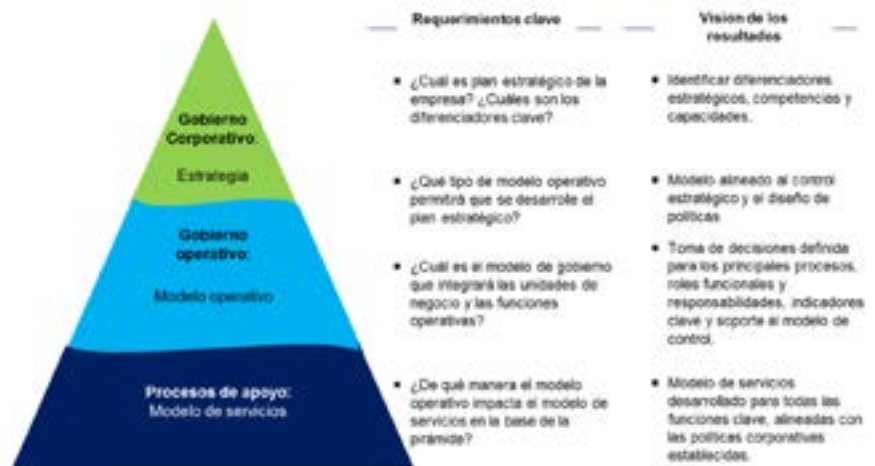 Requerimientos clave
Visión de los
resultados
Gobierno
Corporativo:
Estrategia
Gobierno
operativo:
Modelo operativo
Procesos de apoyo:
Modelo de servicios
▪ ¿Cuál es plan estratégico de la
empresa? ¿Cuáles son los
diferenciadores clave?
▪ ¿Qué tipo de modelo operativo
permitirá que se desarrolle el
plan estratégico?
▪ ¿Cuál es el modelo de gobierno
que integrará las unidades de
negocio y las funciones
operativas?
▪ ¿De qué manera el modelo
operativo impacta el modelo de
servicios en la base de la
pirámide?
▪ Identificar diferenciadores
estratégicos, competencias y
capacidades.
▪ Modelo alineado al control
estratégico y el diseño de
políticas
▪ Toma de decisiones definida
para los principales procesos,
roles funcionales y
responsabilidades, indicadores
clave y soporte al modelo de
control.
▪ Modelo de servicios
desarrollado para todas las
funciones clave, alineadas con
las políticas corporativas
establecidas.